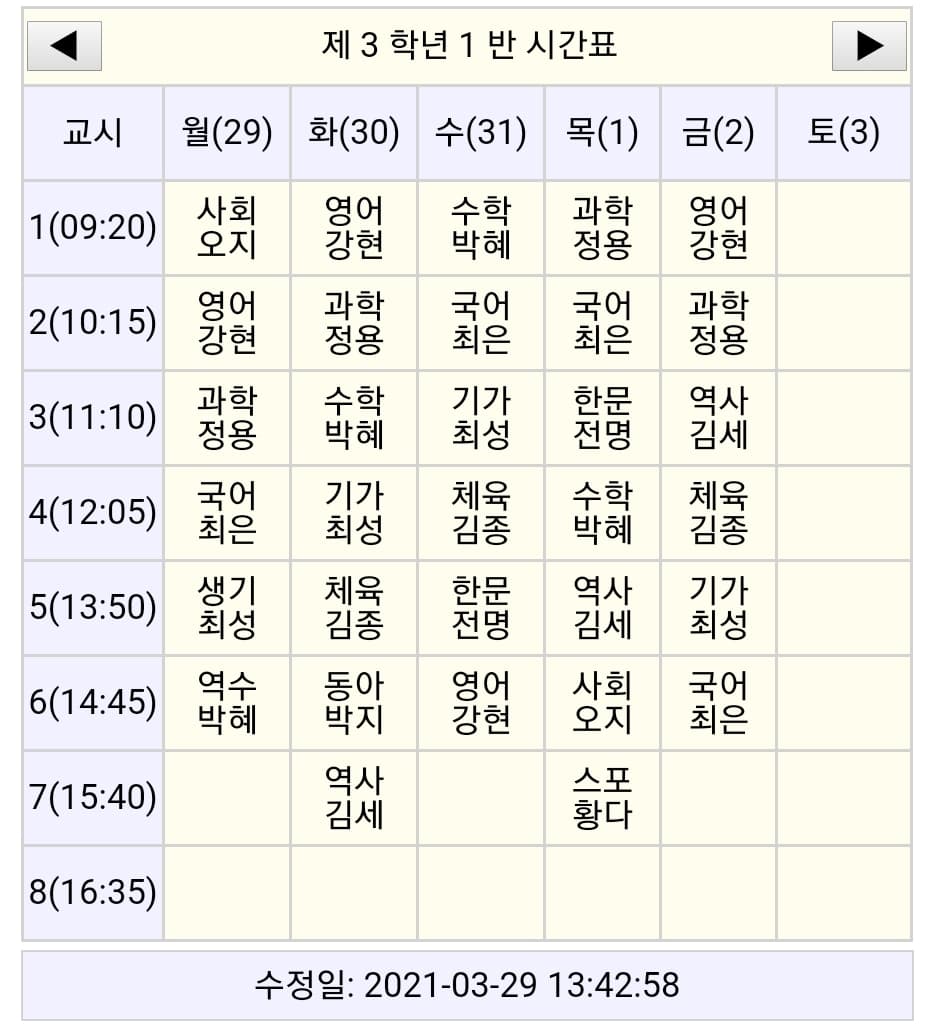 ◀ 제 3 학년 1 반 시간표 ▶
교시 월(29) 화(30) 수(31) 목(1) 금(2) 토(3)
1(09:20) 사회 영어 수학 과학 영어
오지 강현 박혜 정용 강현
2(10:15) 영어 과학 국어 국어 과학
강현 정용 최은 최은 정용
3(11:10) 과학 수학 기가 한문 역사
정용 박혜 최성 전명 김세
4(12:05) 국어 기가 체육 수학 체육
최은 최성 김종 박혜 김종
5(13:50) 생기 체육 한문 역사 기가
최성 김종 전명 김세 최성
6(14:45) 역수 동아 영어 사회 국어
박혜 박지 강현 오지 최은
7(15:40) 역사 스포
김세 황다
8(16:35)
수정일: 2021-03-29 13:42:58